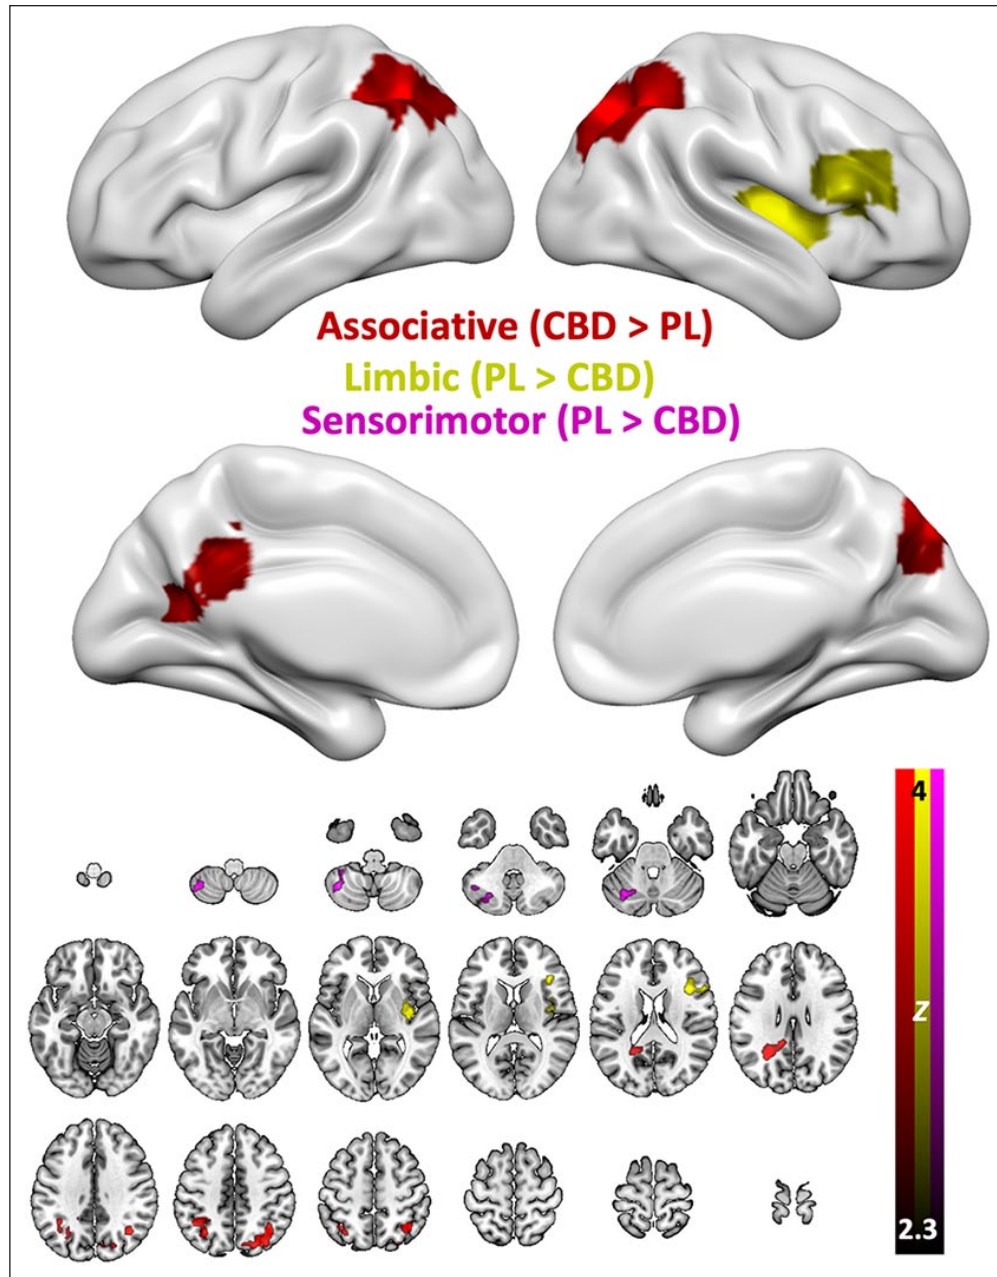 Associative (CBD > PL)
Limbic (PL > CBD)
Sensorimotor (PL > CBD)
4
Z
2.3